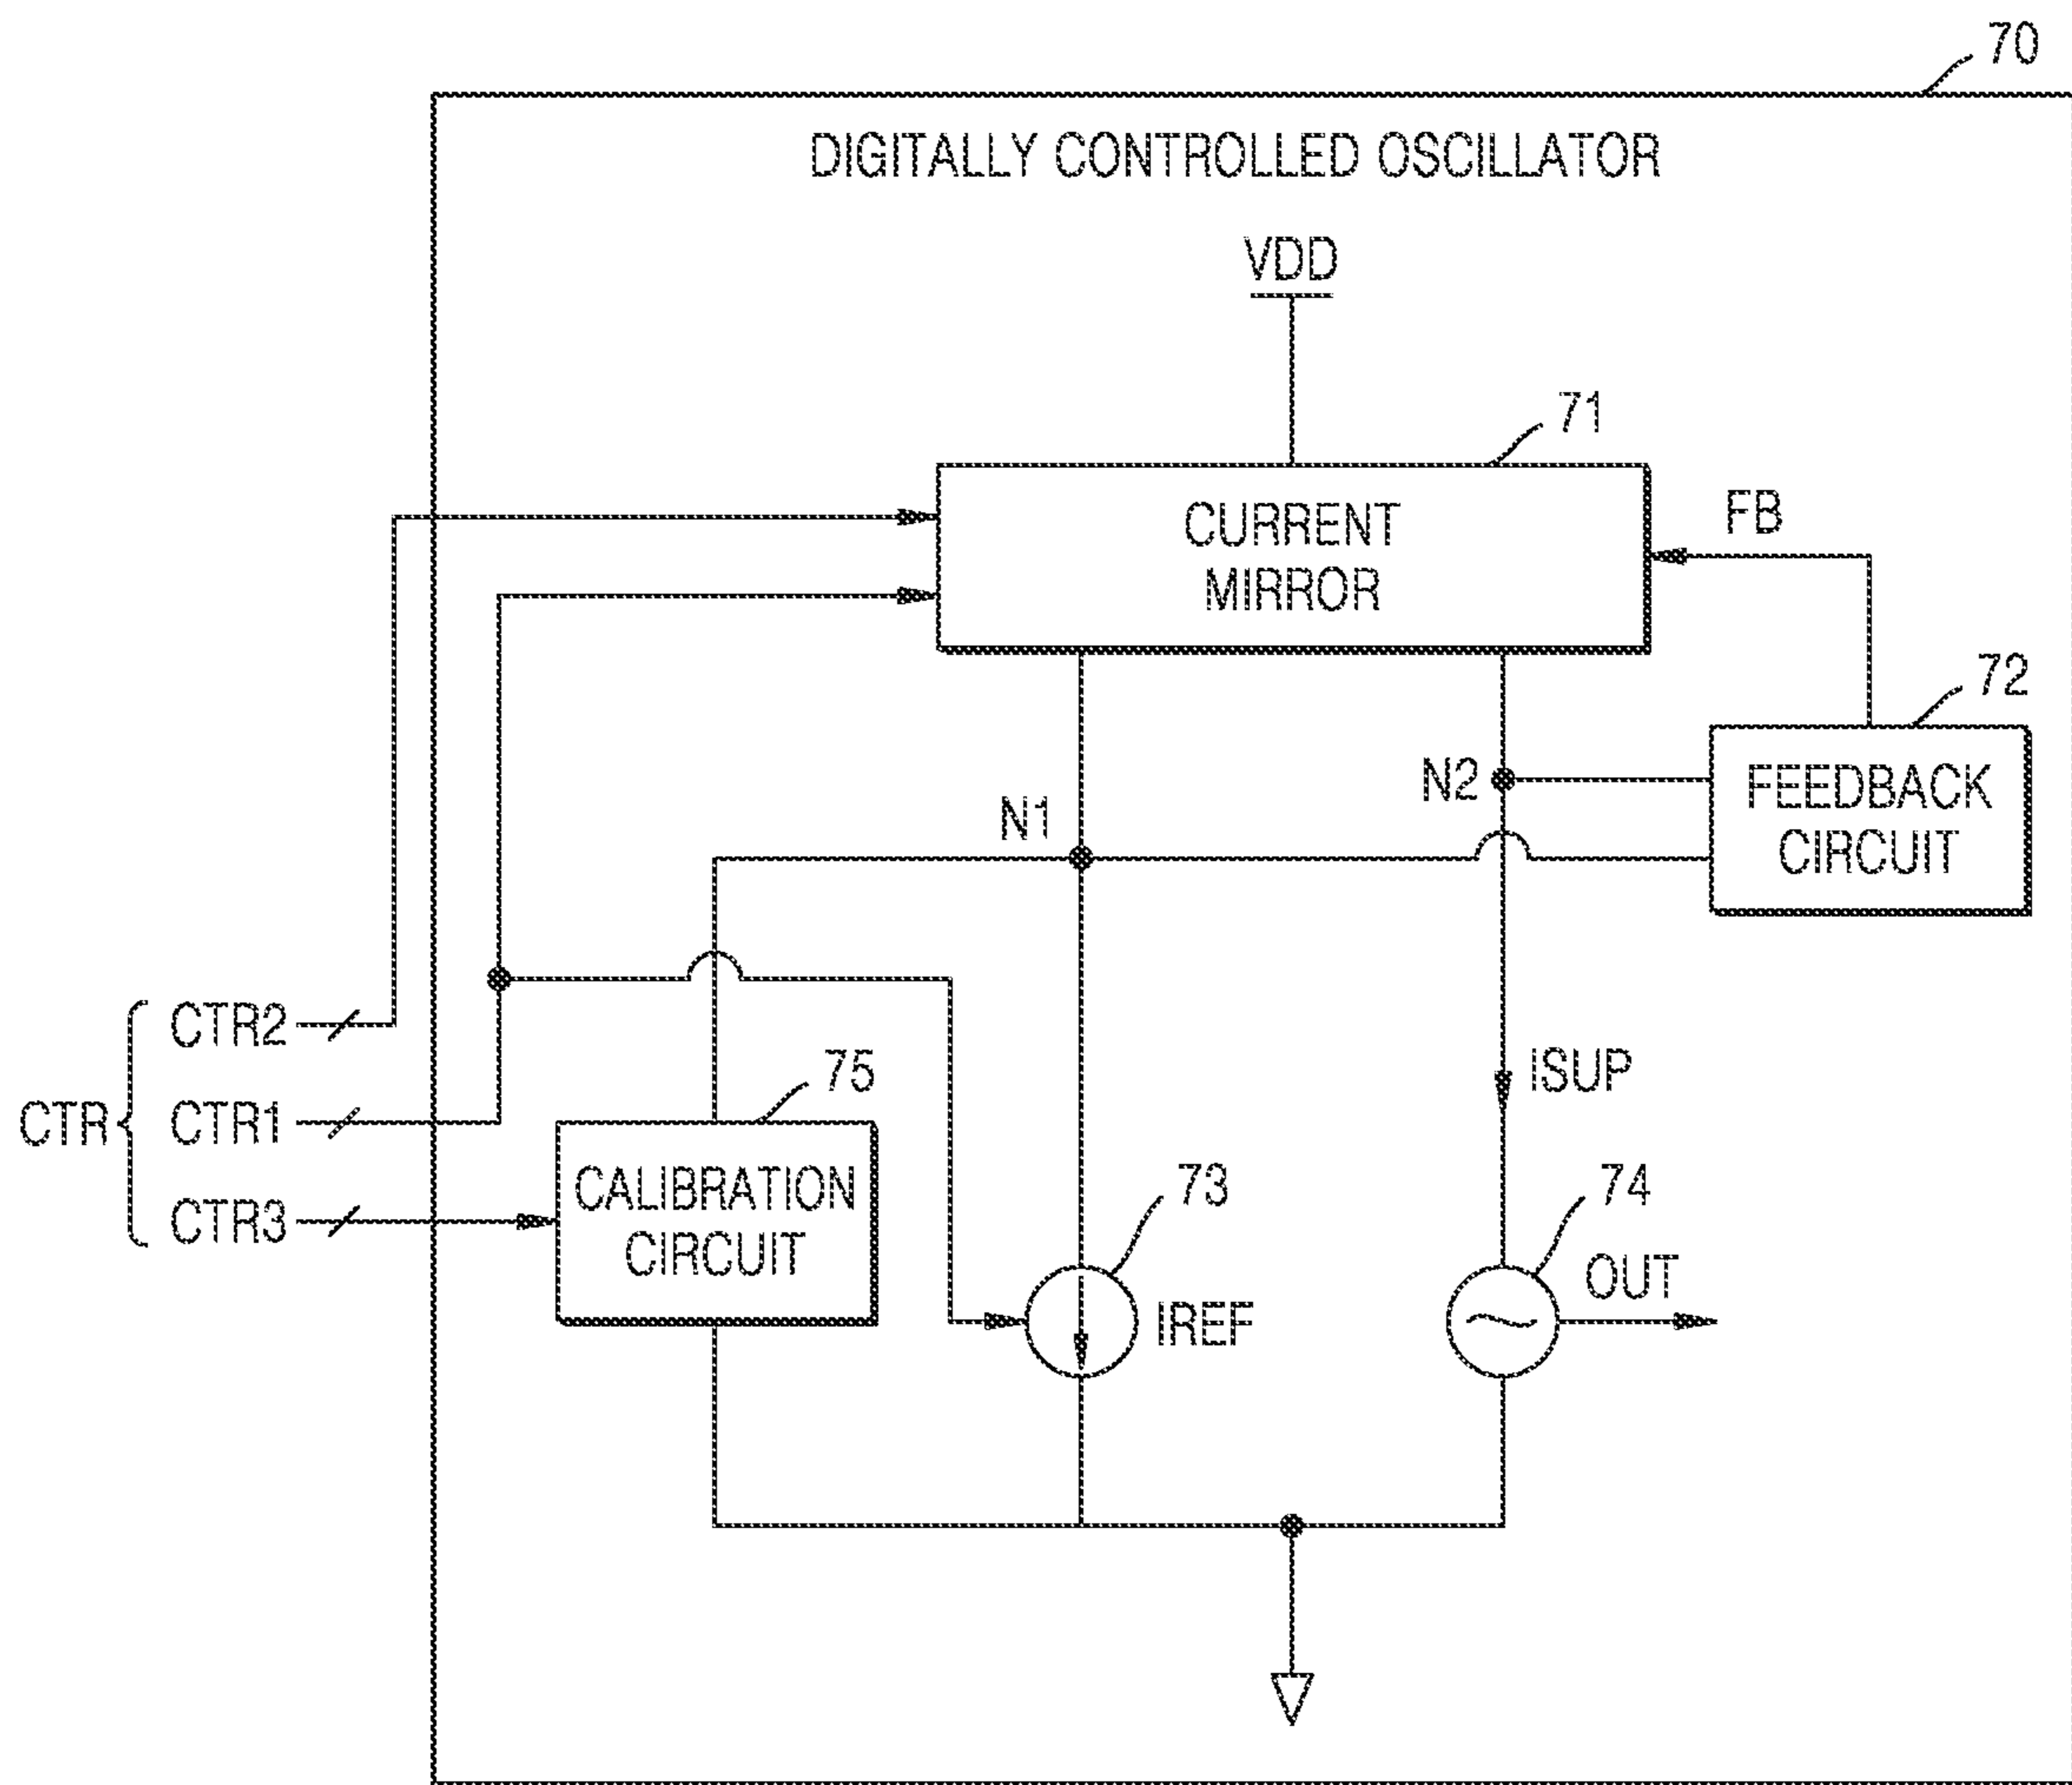 70
DIGITALLY CONTROLLED OSCILLATOR
VDD
71
CURRENT
MIRROR
FB
72
FEEDBACK
CIRCUIT
N2
N1
CTR
CTR2
CTR1
CTR3
75
CALIBRATION
CIRCUIT
ISUP
73
IREF
74
OUT